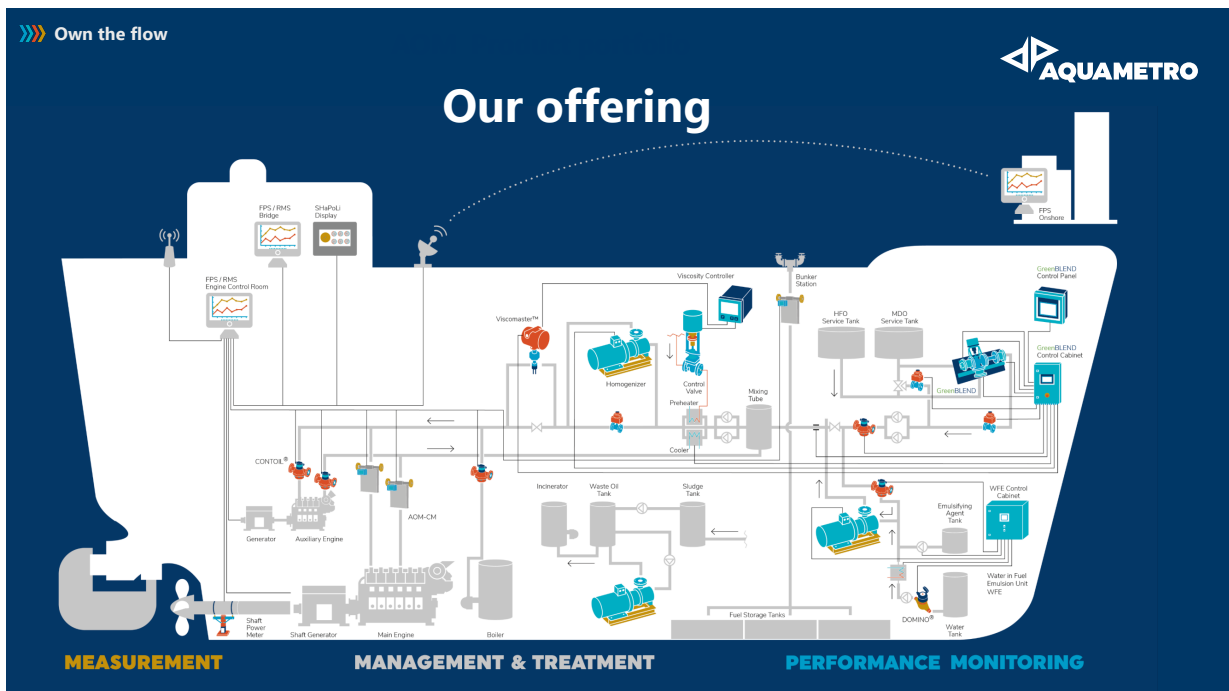 Own the flow
AQUAMETRO
Our offering
FPS / RMS
Bridge
SHaPoLi
Display
FPS
Onshore
FPS / RMS
Engine Control Room
Viscosity Controller
Bunker
Station
GreenBLEND
Control Panel
Viscomaster™
HFO
Service Tank
MDO
Service Tank
GreenBLEND
Control Cabinet
Homogenizer
Control
Valve
Mixing
Tube
GreenBLEND
Preheater
Cooler
CONTOIL®
Incinerator
Waste Oil
Tank
Sludge
Tank
WFE Control
Cabinet
Emulsifying
Agent
Tank
AOM-CM
Generator
Auxiliary Engine
Water in Fuel
Emulsion Unit
WFE
Fuel Storage Tanks
DOMINO®
Water
Tank
Shaft
Power
Meter
Shaft Generator
Main Engine
Boiler
MEASUREMENT
MANAGEMENT & TREATMENT
PERFORMANCE MONITORING